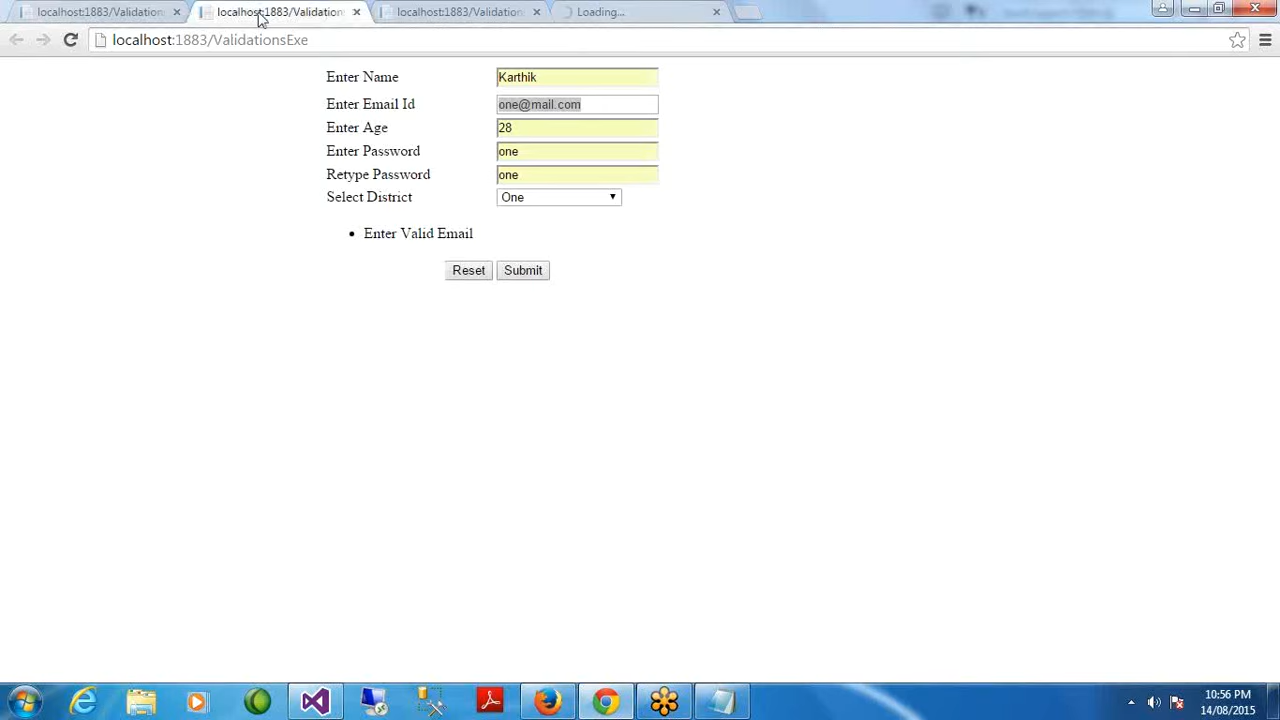 localhost:1883/Validation
localhost:1883/Validation
localhost:1883/Validation
Loading...
localhost:1883/ValidationsExe
Enter Name
Karthik
Enter Email Id
one@mail.com
Enter Age
28
Enter Password
one
Retype Password
one
Select District
One
• Enter Valid Email
Reset
Submit
10:56 PM
14/08/2015